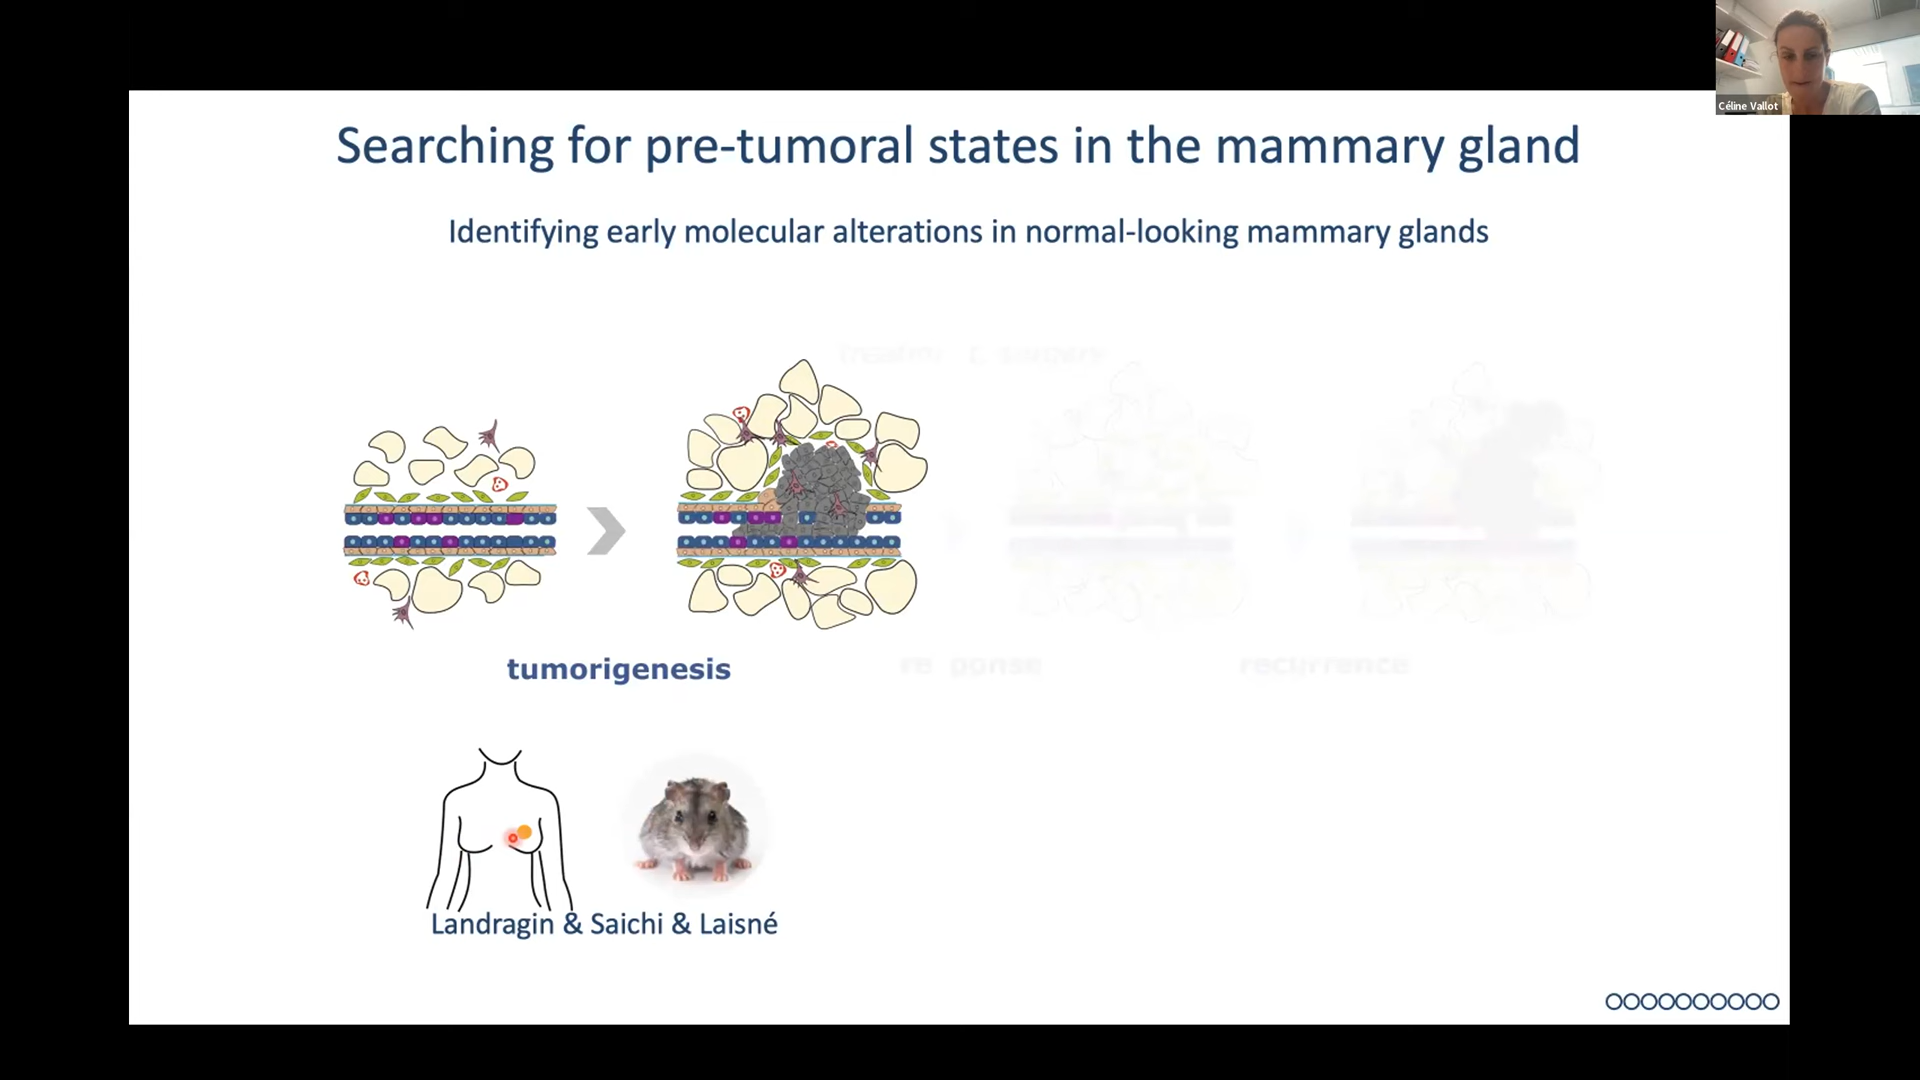 Céline Vallot
Searching for pre-tumoral states in the mammary gland
Identifying early molecular alterations in normal-looking mammary glands
tumorigenesis
recurrence
Landragin & Saichi & Laisné